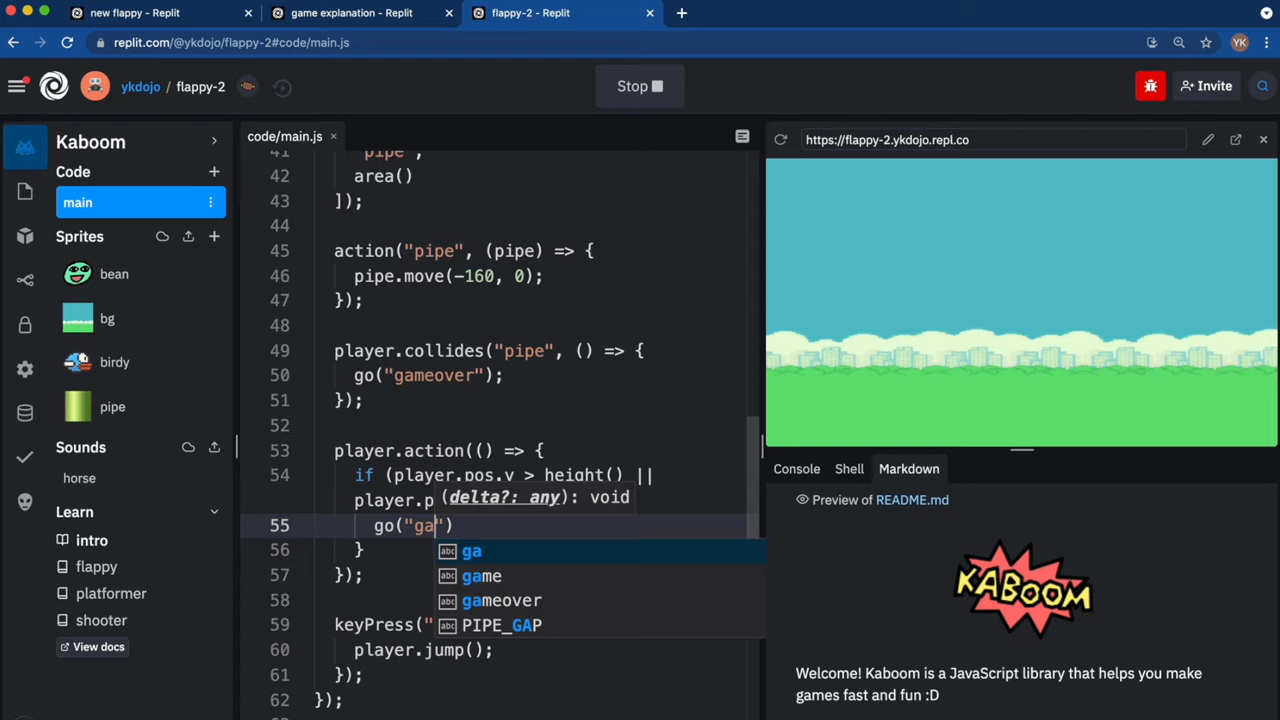 new flappy - Replit
game explanation - Replit
flappy-2 - Replit
replit.com/@ykdojo/flappy-2#code/main.js
YK
ykdojo / flappy-2
Stop
Invite
Kaboom
Code
main
Sprites
bean
bg
birdy
pipe
Sounds
horse
Learn
intro
flappy
platformer
shooter
View docs
code/main.js
41 "pipe",
42 area()
43 ]);
44
45 action("pipe", (pipe) => {
46 pipe.move(-160, 0);
47 });
48
49 player.collides("pipe", () => {
50 go("gameover");
51 });
52
53 player.action(() => {
54 if (player.pos.y > height() ||
player.p
(delta?: any): void
55 go("ga")
ga
56 }
game
57 });
gameover
58
PIPE_GAP
59 keyPress("
60 player.jump();
61 });
62 });
https://flappy-2.ykdojo.repl.co
Console Shell Markdown
Preview of README.md
KABOOM
Welcome! Kaboom is a JavaScript library that helps you make
games fast and fun :D